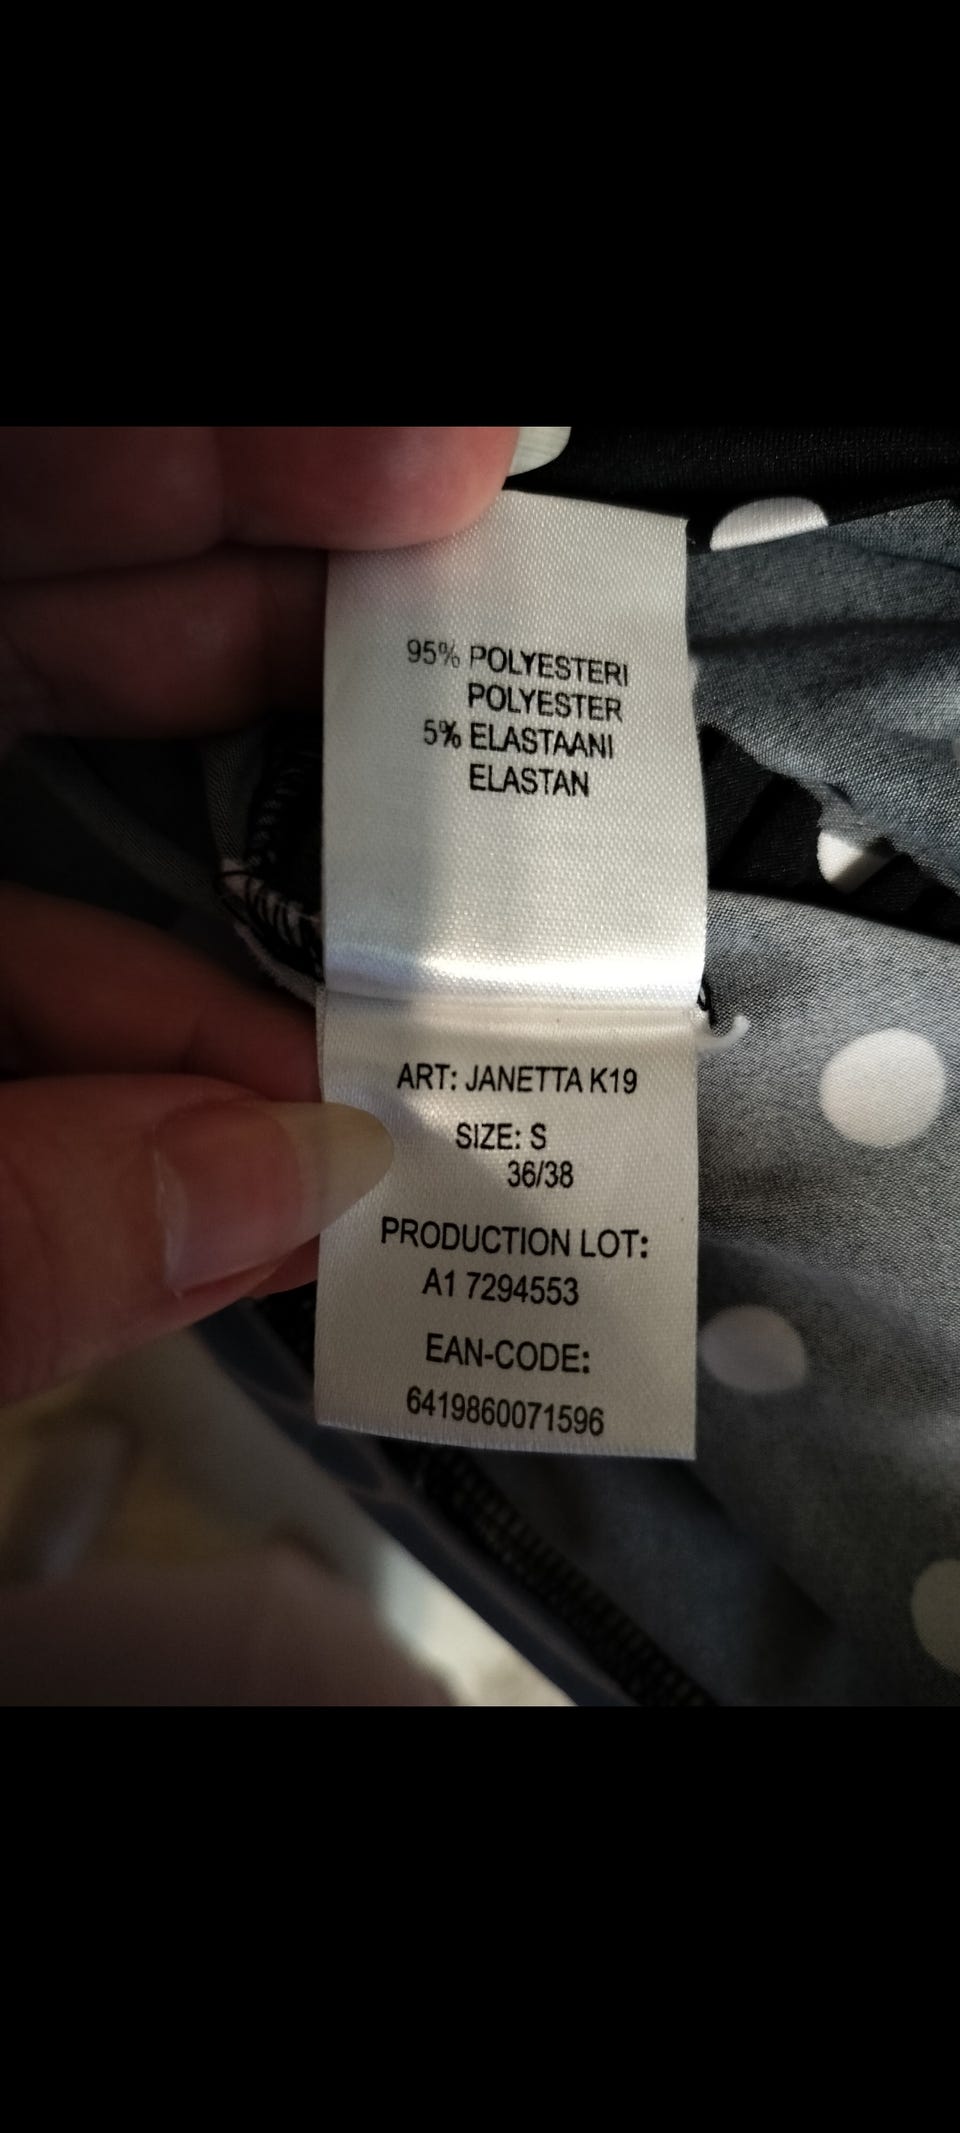 95% POLYESTERI
POLYESTER
5% ELASTAANI
ELASTAN
ART: JANETTA K19
SIZE: S
36/38
PRODUCTION LOT:
A1 7294553
EAN-CODE:
6419860071596